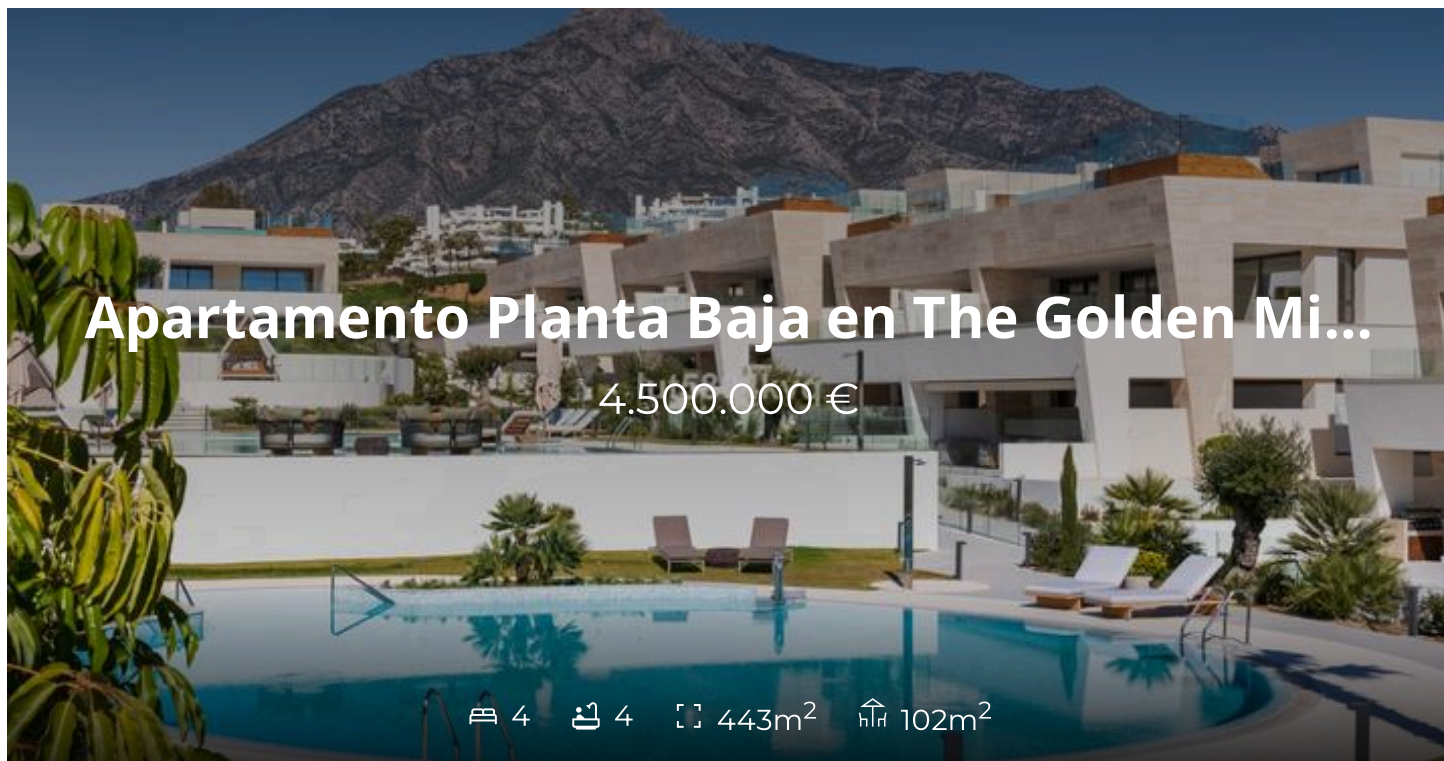 Apartamento Planta Baja en The Golden Mi...
4.500.000 €
4 4 443m² 102m²